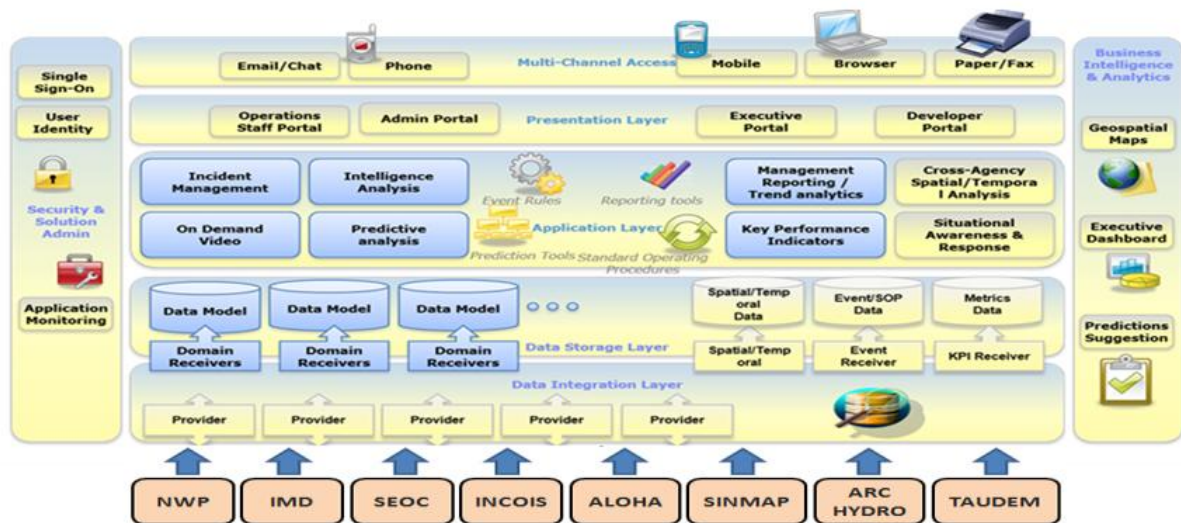 Single
Sign-On
User
Identity
Security &
Solution
Admin
Application
Monitoring
Email/Chat
Phone
Multi-Channel Access
Mobile
Browser
Paper/Fax
Operations
Staff Portal
Admin Portal
Presentation Layer
Executive
Portal
Developer
Portal
Incident
Management
Intelligence
Analysis
Event Rules
Reporting tools
Management
Reporting /
Trend analytics
Cross-Agency
Spatial/Tempora
l Analysis
On Demand
Video
Predictive
analysis
Prediction Tools
Application Layer
Standard Operating
Procedures
Key Performance
Indicators
Situational
Awareness &
Response
Data Model
Data Model
Data Model
Spatial/Temp
oral
Data
Event/SOP
Data
Metrics
Data
Domain
Receivers
Domain
Receivers
Domain
Receivers
Data Storage Layer
Spatial/Temp
oral
Event
Receiver
KPI Receiver
Data Integration Layer
Provider
Provider
Provider
Provider
Provider
NWP
IMD
SEOC
INCOIS
ALOHA
SINMAP
ARC
HYDRO
TAUDEM
Business
Intelligence
& Analytics
Geospatial
Maps
Executive
Dashboard
Predictions
Suggestion